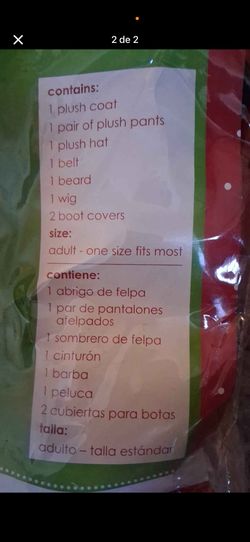 2 de 2
contains:
1 plush coat
1 pair of plush pants
1 plush hat
1 belt
1 beard
1 wig
2 boot covers
size:
adult - one size fits most
contiene:
1 abrigo de felpa
1 par de pantalones
afelpados
1 sombrero de felpa
1 cinturón
1 barba
1 peluca
2 cubiertas para botas
talla:
adulto – talla estándar